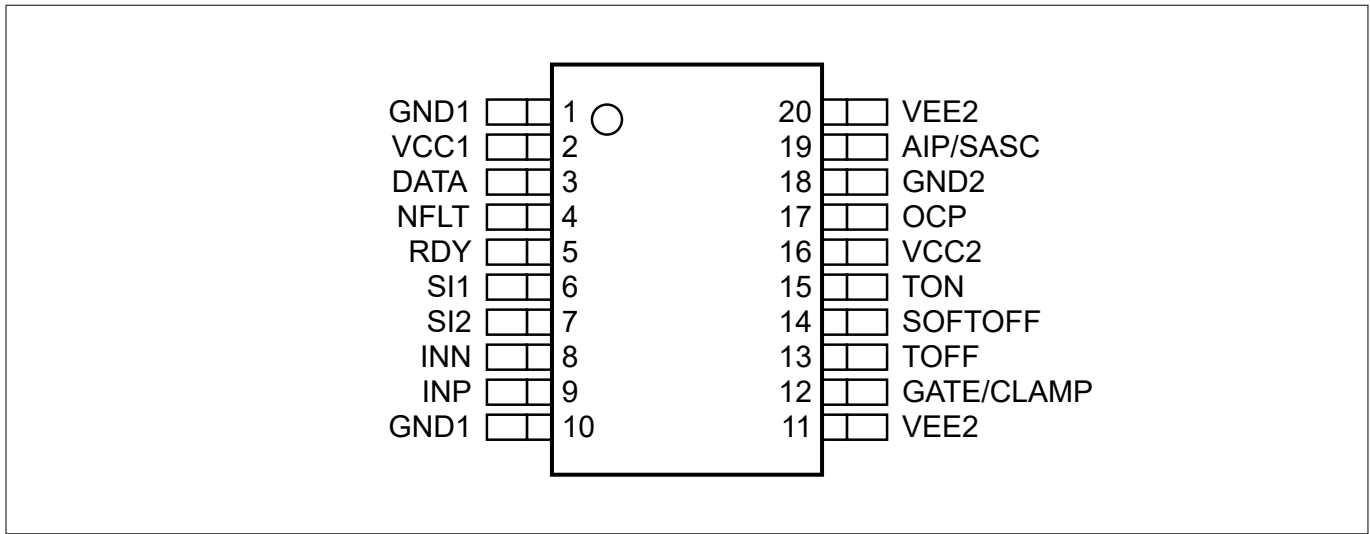 GND1 1 20 VEE2
VCC1 2 19 AIP/SASC
DATA 3 18 GND2
NFLT 4 17 OCP
RDY 5 16 VCC2
SI1 6 15 TON
SI2 7 14 SOFTOFF
INN 8 13 TOFF
INP 9 12 GATE/CLAMP
GND1 10 11 VEE2